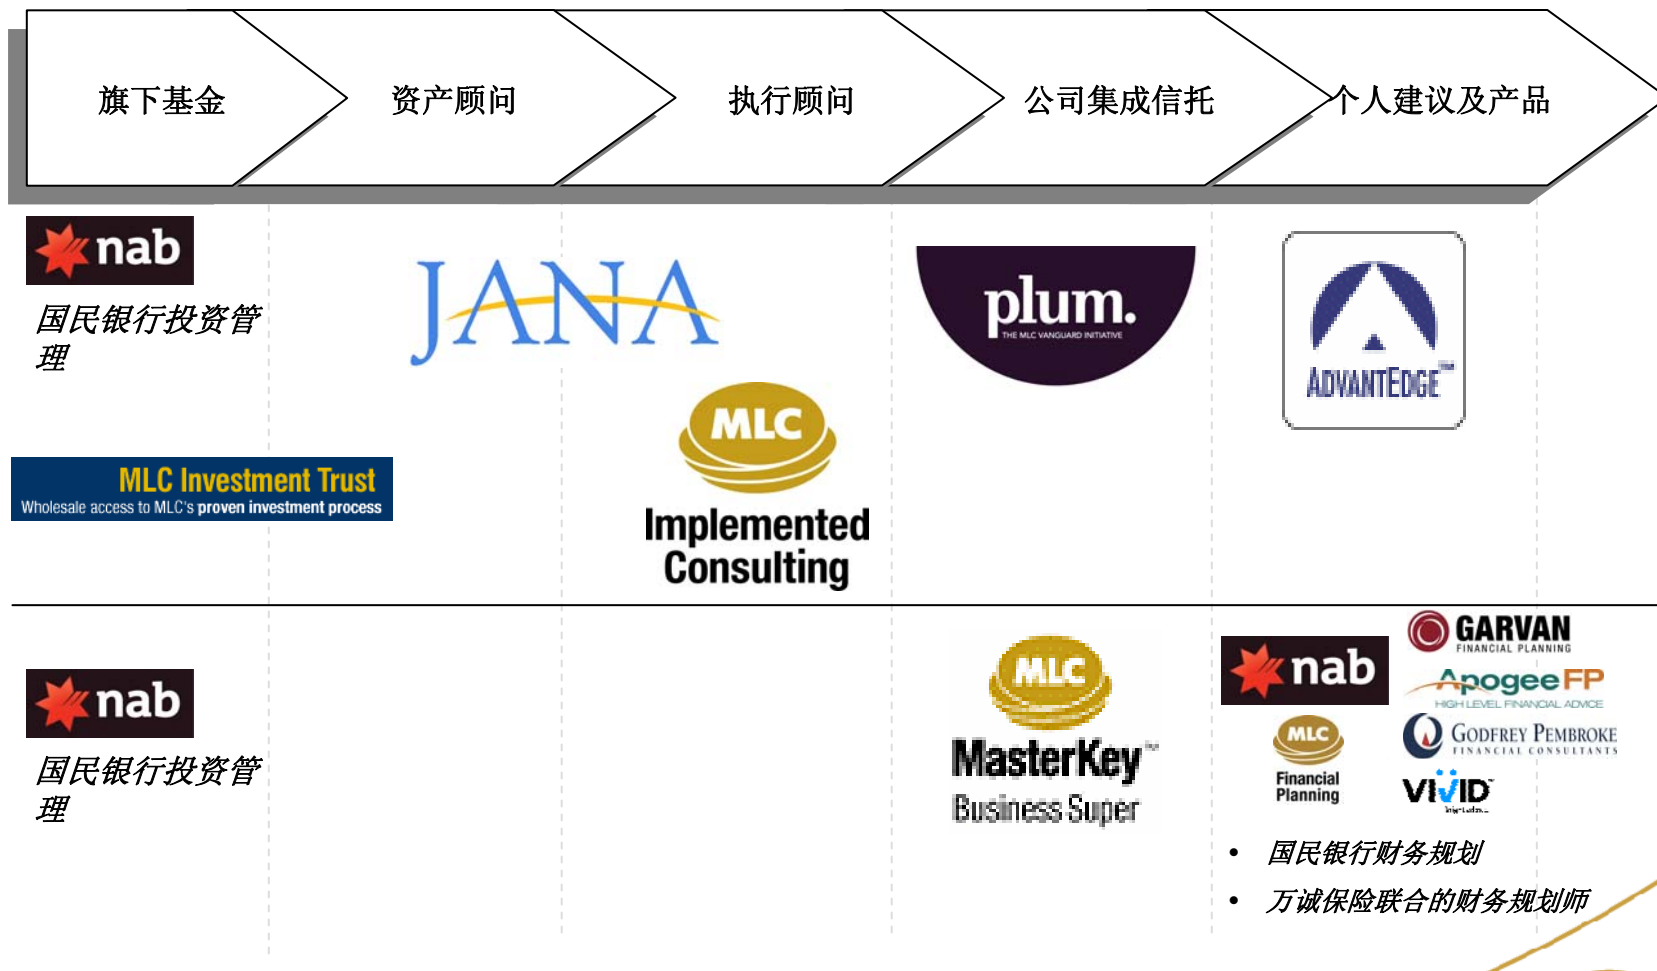 旗下基金
资产顾问
执行顾问
公司集成信托
个人建议及产品
nab
国民银行投资管
理
JANA
plum.
THE MLC VANGUARD INITIATIVE
ADVANTEDGE™
MLC Investment Trust
Wholesale access to MLC's proven investment process
MLC
Implemented
Consulting
nab
国民银行投资管
理
MLC
MasterKey™
Business Super
nab
MLC
Financial
Planning
GARVAN
FINANCIAL PLANNING
Apogee FP
HIGH LEVEL FINANCIAL ADVICE
GODFREY PEMBROKE
FINANCIAL CONSULTANTS
VIVID
• 国民银行财务规划
• 万诚保险联合的财务规划师